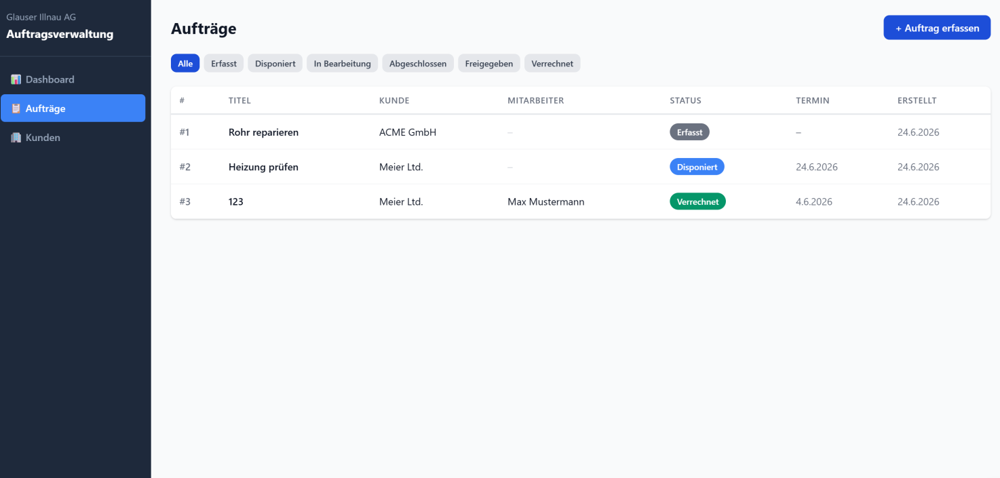 Glauser Illnau AG
Auftragsverwaltung
Dashboard
Aufträge
Kunden
Aufträge
+ Auftrag erfassen
Alle Erfasst Disponiert In Bearbeitung Abgeschlossen Freigegeben Verrechnet
# TITEL KUNDE MITARBEITER STATUS TERMIN ERSTELLT
#1 Rohr reparieren ACME GmbH – Erfasst – 24.6.2026
#2 Heizung prüfen Meier Ltd. – Disponiert 24.6.2026 24.6.2026
#3 123 Meier Ltd. Max Mustermann Verrechnet 4.6.2026 24.6.2026